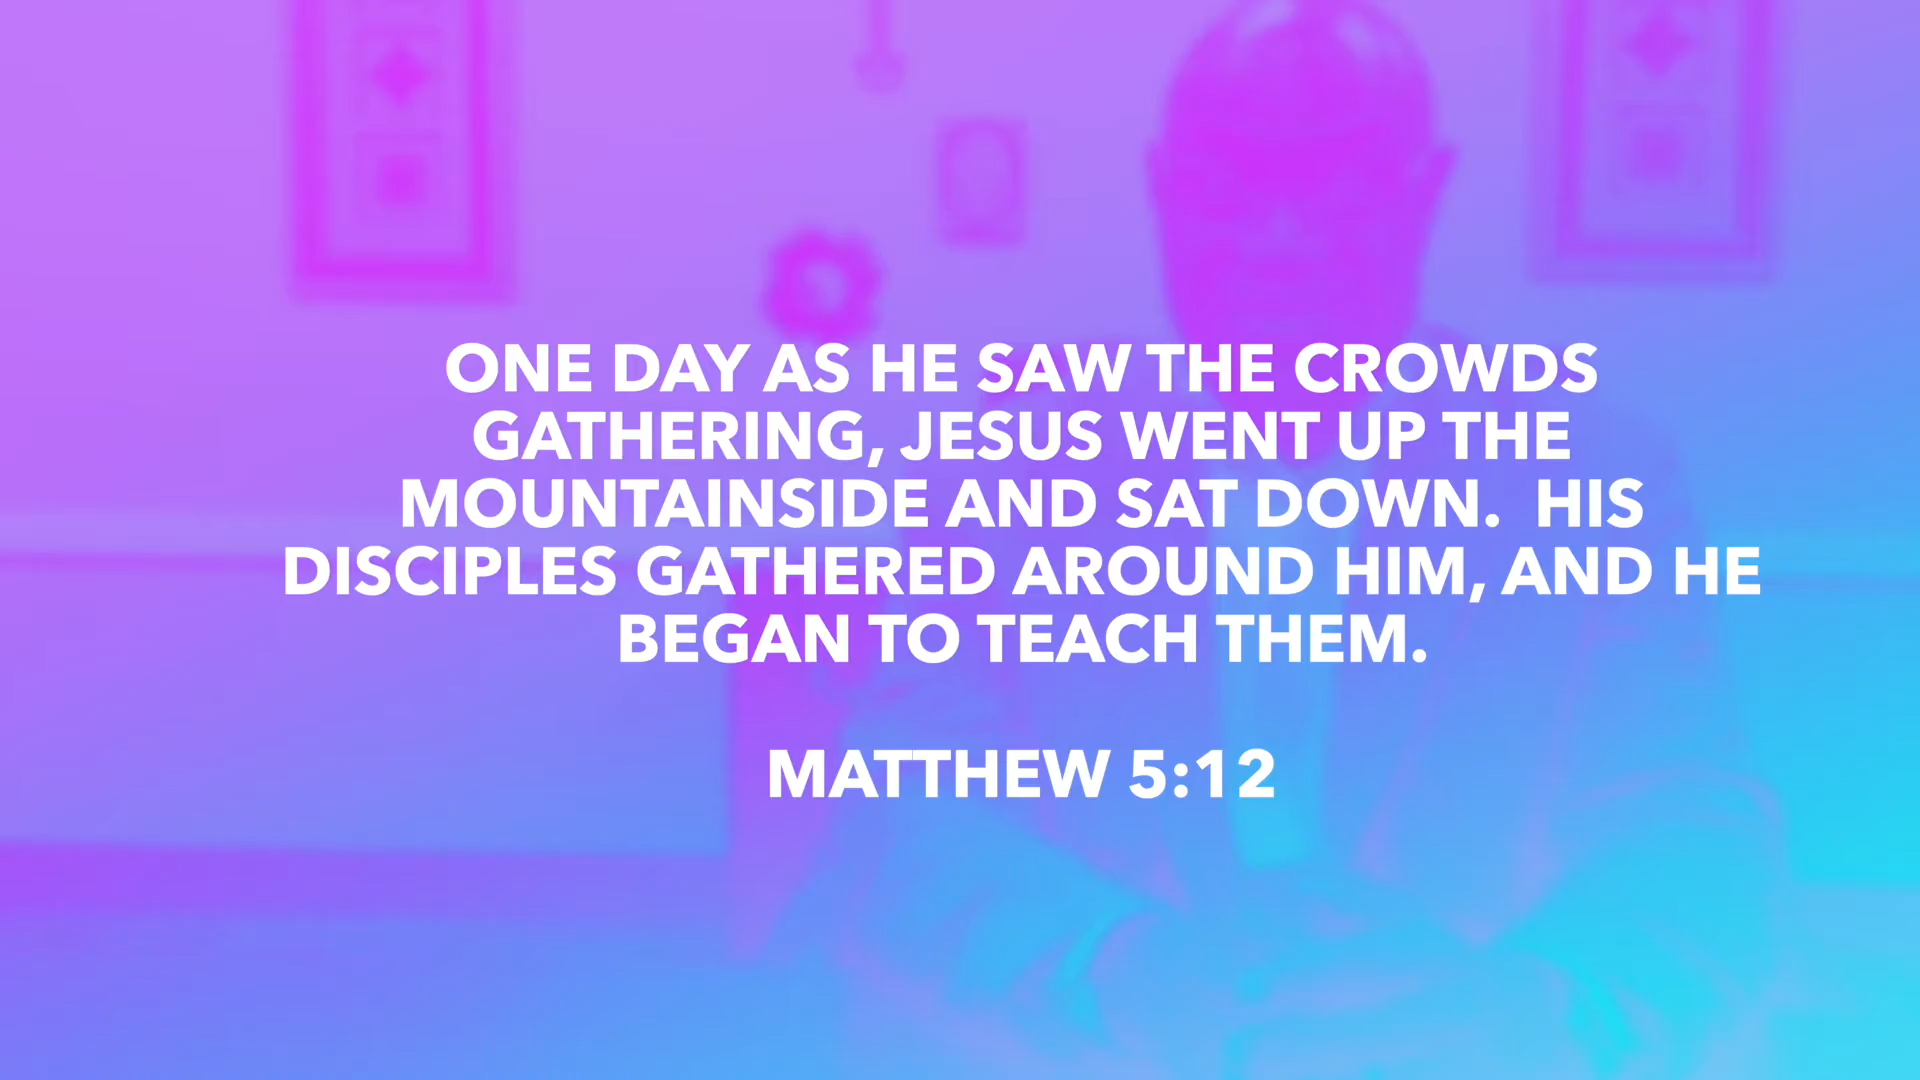 ONE DAY AS HE SAW THE CROWDS
GATHERING, JESUS WENT UP THE
MOUNTAINSIDE AND SAT DOWN.  HIS
DISCIPLES GATHERED AROUND HIM, AND HE
BEGAN TO TEACH THEM.
MATTHEW 5:12